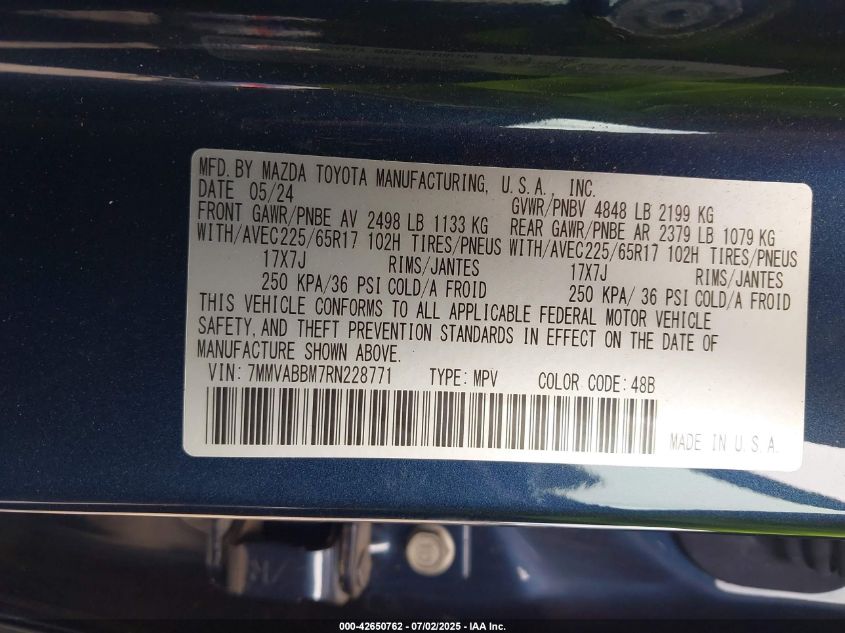 MFD. BY MAZDA TOYOTA MANUFACTURING, U.S.A., INC.
DATE 05/24 GVWR/PNBV 4848 LB 2199 KG
FRONT GAWR/PNBE AV 2498 LB 1133 KG REAR GAWR/PNBE AR 2379 LB 1079 KG
WITH/AVEC225/65R17 102H TIRES/PNEUS WITH/AVEC225/65R17 102H TIRES/PNEUS
17X7J RIMS/JANTES 17X7J RIMS/JANTES
250 KPA/36 PSI COLD/A FROID 250 KPA/ 36 PSI COLD/A FROID
THIS VEHICLE CONFORMS TO ALL APPLICABLE FEDERAL MOTOR VEHICLE
SAFETY, AND THEFT PREVENTION STANDARDS IN EFFECT ON THE DATE OF
MANUFACTURE SHOWN ABOVE.
VIN: 7MMVABBM7RN228771 TYPE: MPV COLOR CODE: 48B
MADE IN U.S.A.
000-42650762 - 07/02/2025 - IAA Inc.